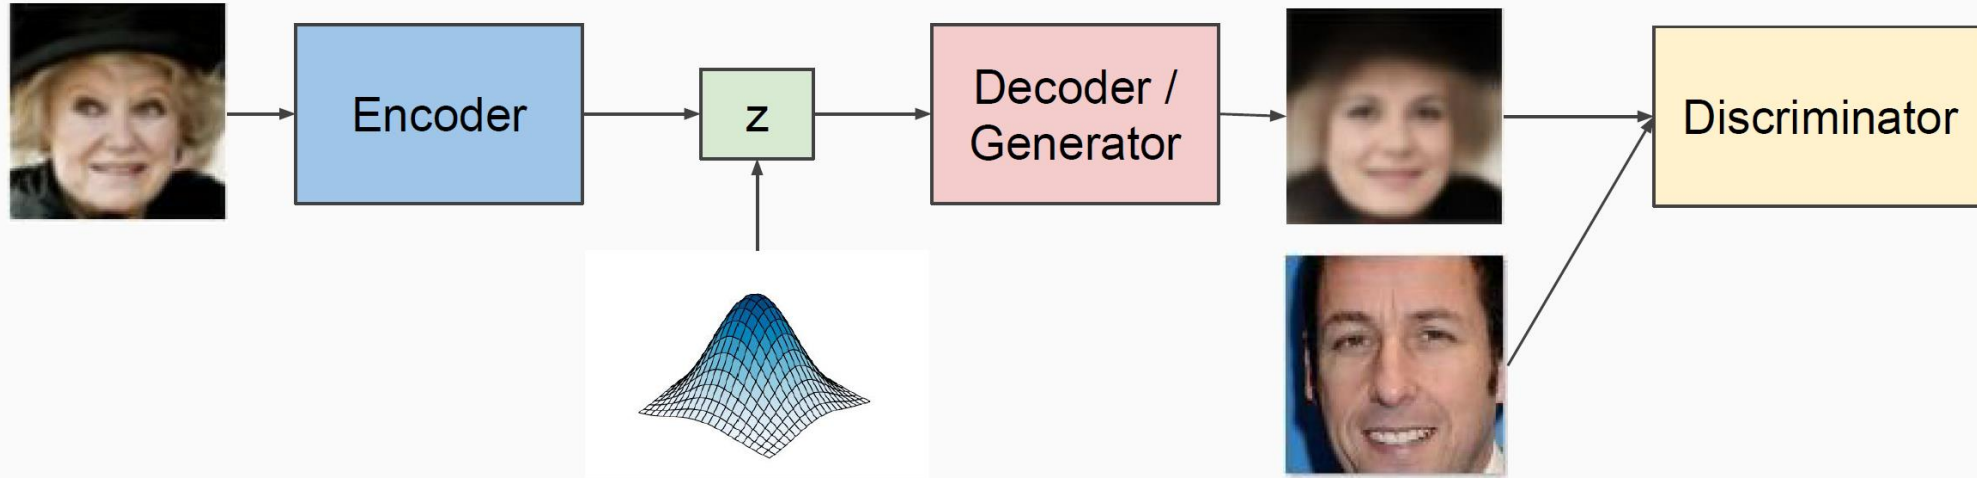 Encoder
z
Decoder /
Generator
Discriminator